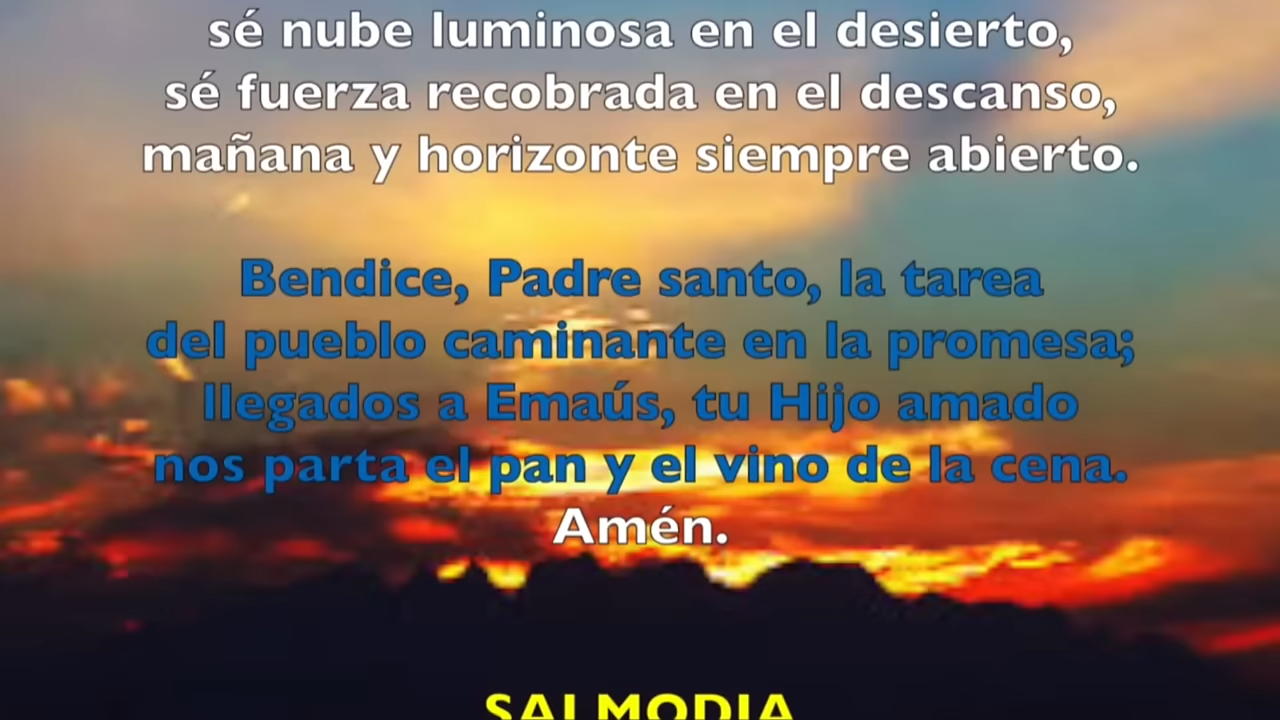 sé nube luminosa en el desierto,
sé fuerza recobrada en el descanso,
mañana y horizonte siempre abierto.
Bendice, Padre santo, la tarea
del pueblo caminante en la promesa;
llegados a Emaús, tu Hijo amado
nos parta el pan y el vino de la cena.
Amén.
SALMODIA